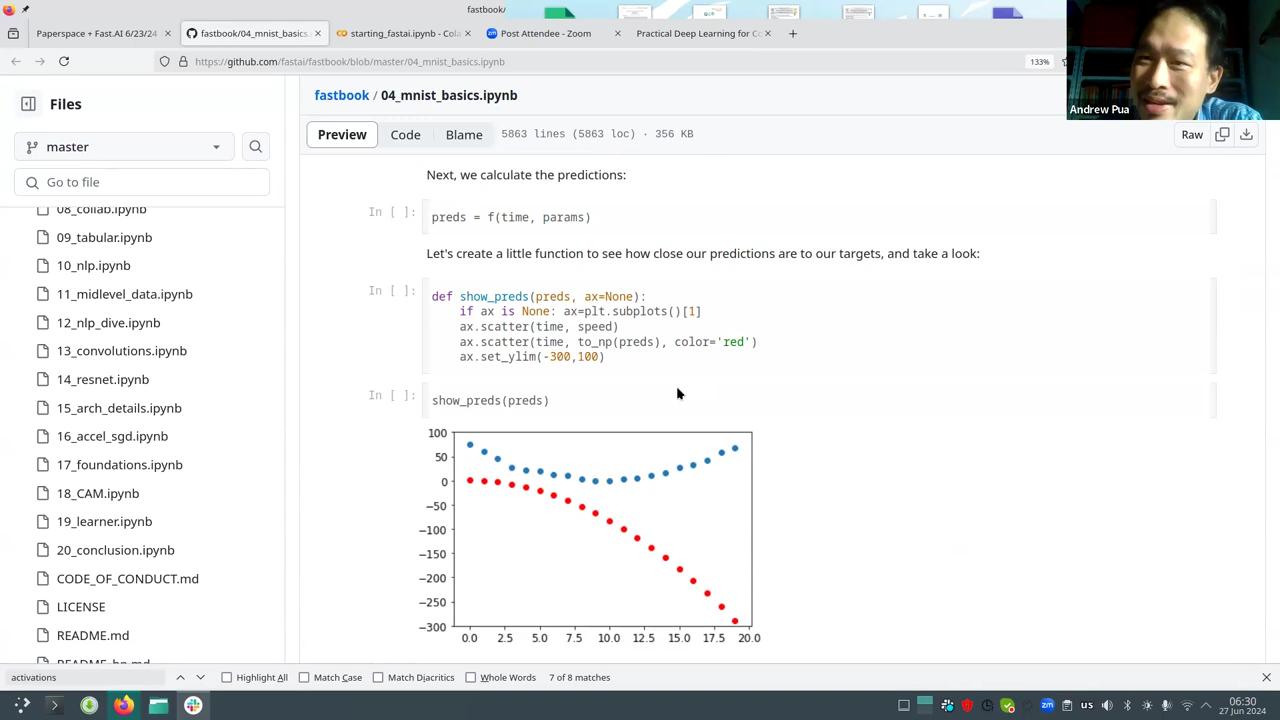 fastbook/
Paperspace + Fast.AI 6/23/24
fastbook/04_mnist_basics.
starting_fastai.ipynb - Cola
Post Attendee - Zoom
Practical Deep Learning for Co
https://github.com/fastai/fastbook/blob/master/04_mnist_basics.ipynb
133%
Andrew Pua
Files
fastbook / 04_mnist_basics.ipynb
Preview
Code
Blame
5863 lines (5863 loc) · 356 KB
Raw
master
Go to file
08_collab.ipynb
09_tabular.ipynb
10_nlp.ipynb
11_midlevel_data.ipynb
12_nlp_dive.ipynb
13_convolutions.ipynb
14_resnet.ipynb
15_arch_details.ipynb
16_accel_sgd.ipynb
17_foundations.ipynb
18_CAM.ipynb
19_learner.ipynb
20_conclusion.ipynb
CODE_OF_CONDUCT.md
LICENSE
README.md
README_bn.md
Next, we calculate the predictions:
In [ ]:
preds = f(time, params)
Let's create a little function to see how close our predictions are to our targets, and take a look:
In [ ]:
def show_preds(preds, ax=None):
if ax is None: ax=plt.subplots()[1]
ax.scatter(time, speed)
ax.scatter(time, to_np(preds), color='red')
ax.set_ylim(-300,100)
In [ ]:
show_preds(preds)
100
50
0
−50
−100
−150
−200
−250
−300
0.0 2.5 5.0 7.5 10.0 12.5 15.0 17.5 20.0
activations
Highlight All
Match Case
Match Diacritics
Whole Words
7 of 8 matches
zm
us
06:30
27 Jun 2024